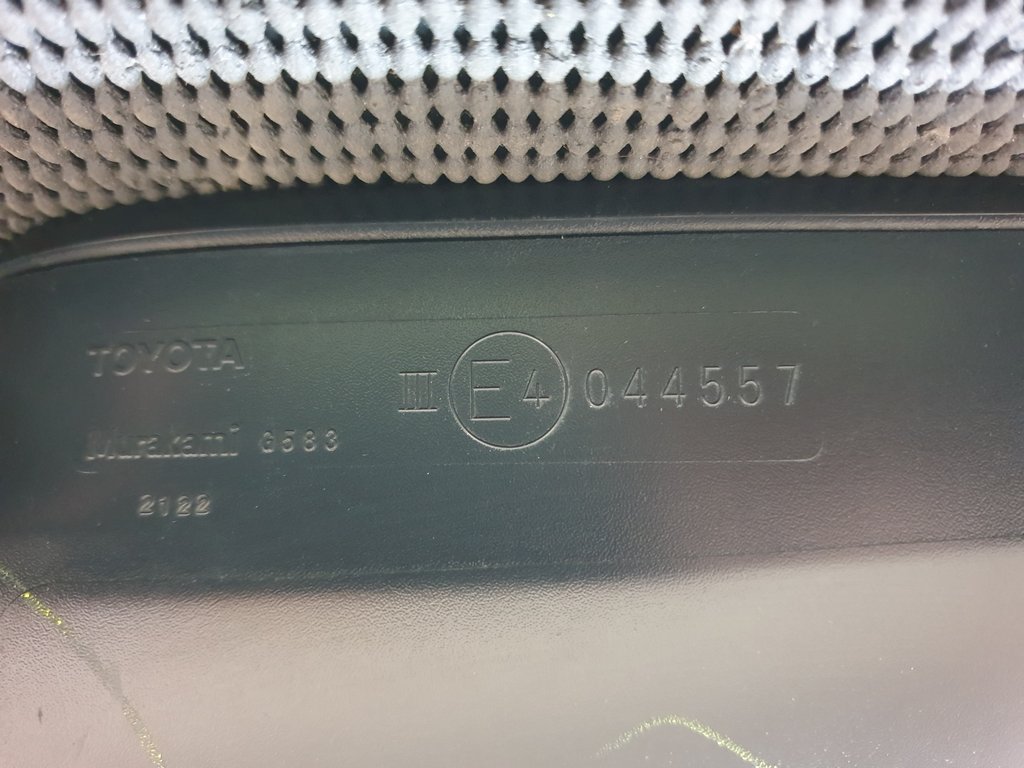 TOYOTA
III E4 044557
Murakami G583
2122